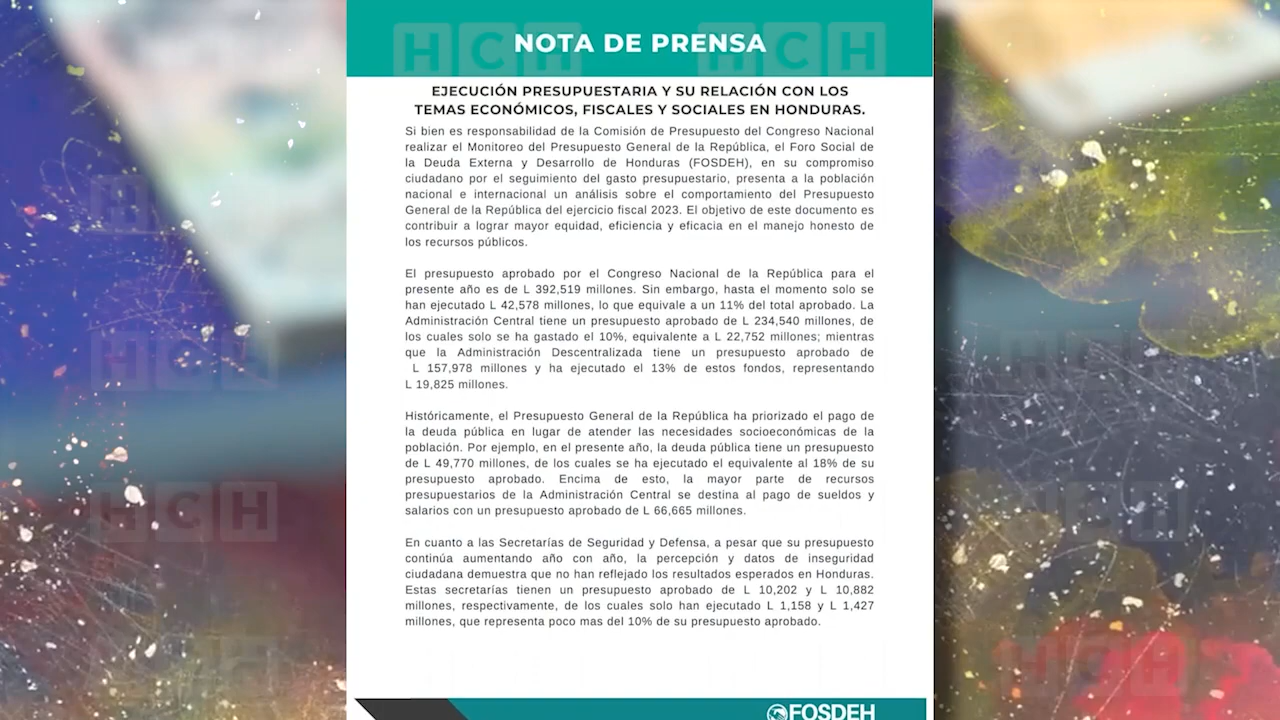 NOTA DE PRENSA
EJECUCIÓN PRESUPUESTARIA Y SU RELACIÓN CON LOS
TEMAS ECONÓMICOS, FISCALES Y SOCIALES EN HONDURAS.
Si bien es responsabilidad de la Comisión de Presupuesto del Congreso Nacional
realizar el Monitoreo del Presupuesto General de la República, el Foro Social de
la Deuda Externa y Desarrollo de Honduras (FOSDEH), en su compromiso
ciudadano por el seguimiento del gasto presupuestario, presenta a la población
nacional e internacional un análisis sobre el comportamiento del Presupuesto
General de la República del ejercicio fiscal 2023. El objetivo de este documento es
contribuir a lograr mayor equidad, eficiencia y eficacia en el manejo honesto de
los recursos públicos.
El presupuesto aprobado por el Congreso Nacional de la República para el
presente año es de L 392,519 millones. Sin embargo, hasta el momento solo se
han ejecutado L 42,578 millones, lo que equivale a un 11% del total aprobado. La
Administración Central tiene un presupuesto aprobado de L 234,540 millones, de
los cuales solo se ha gastado el 10%, equivalente a L 22,752 millones; mientras
que la Administración Descentralizada tiene un presupuesto aprobado de
L 157,978 millones y ha ejecutado el 13% de estos fondos, representando
L 19,825 millones.
Históricamente, el Presupuesto General de la República ha priorizado el pago de
la deuda pública en lugar de atender las necesidades socioeconómicas de la
población. Por ejemplo, en el presente año, la deuda pública tiene un presupuesto
de L 49,770 millones, de los cuales se ha ejecutado el equivalente al 18% de su
presupuesto aprobado. Encima de esto, la mayor parte de recursos
presupuestarios de la Administración Central se destina al pago de sueldos y
salarios con un presupuesto aprobado de L 66,665 millones.
En cuanto a las Secretarías de Seguridad y Defensa, a pesar que su presupuesto
continúa aumentando año con año, la percepción y datos de inseguridad
ciudadana demuestra que no han reflejado los resultados esperados en Honduras.
Estas secretarías tienen un presupuesto aprobado de L 10,202 y L 10,882
millones, respectivamente, de los cuales solo han ejecutado L 1,158 y L 1,427
millones, que representa poco mas del 10% de su presupuesto aprobado.
FOSDEH
HCH
HCH
HCH
HCH
HCH
HCH
HCH
HCH
HCH